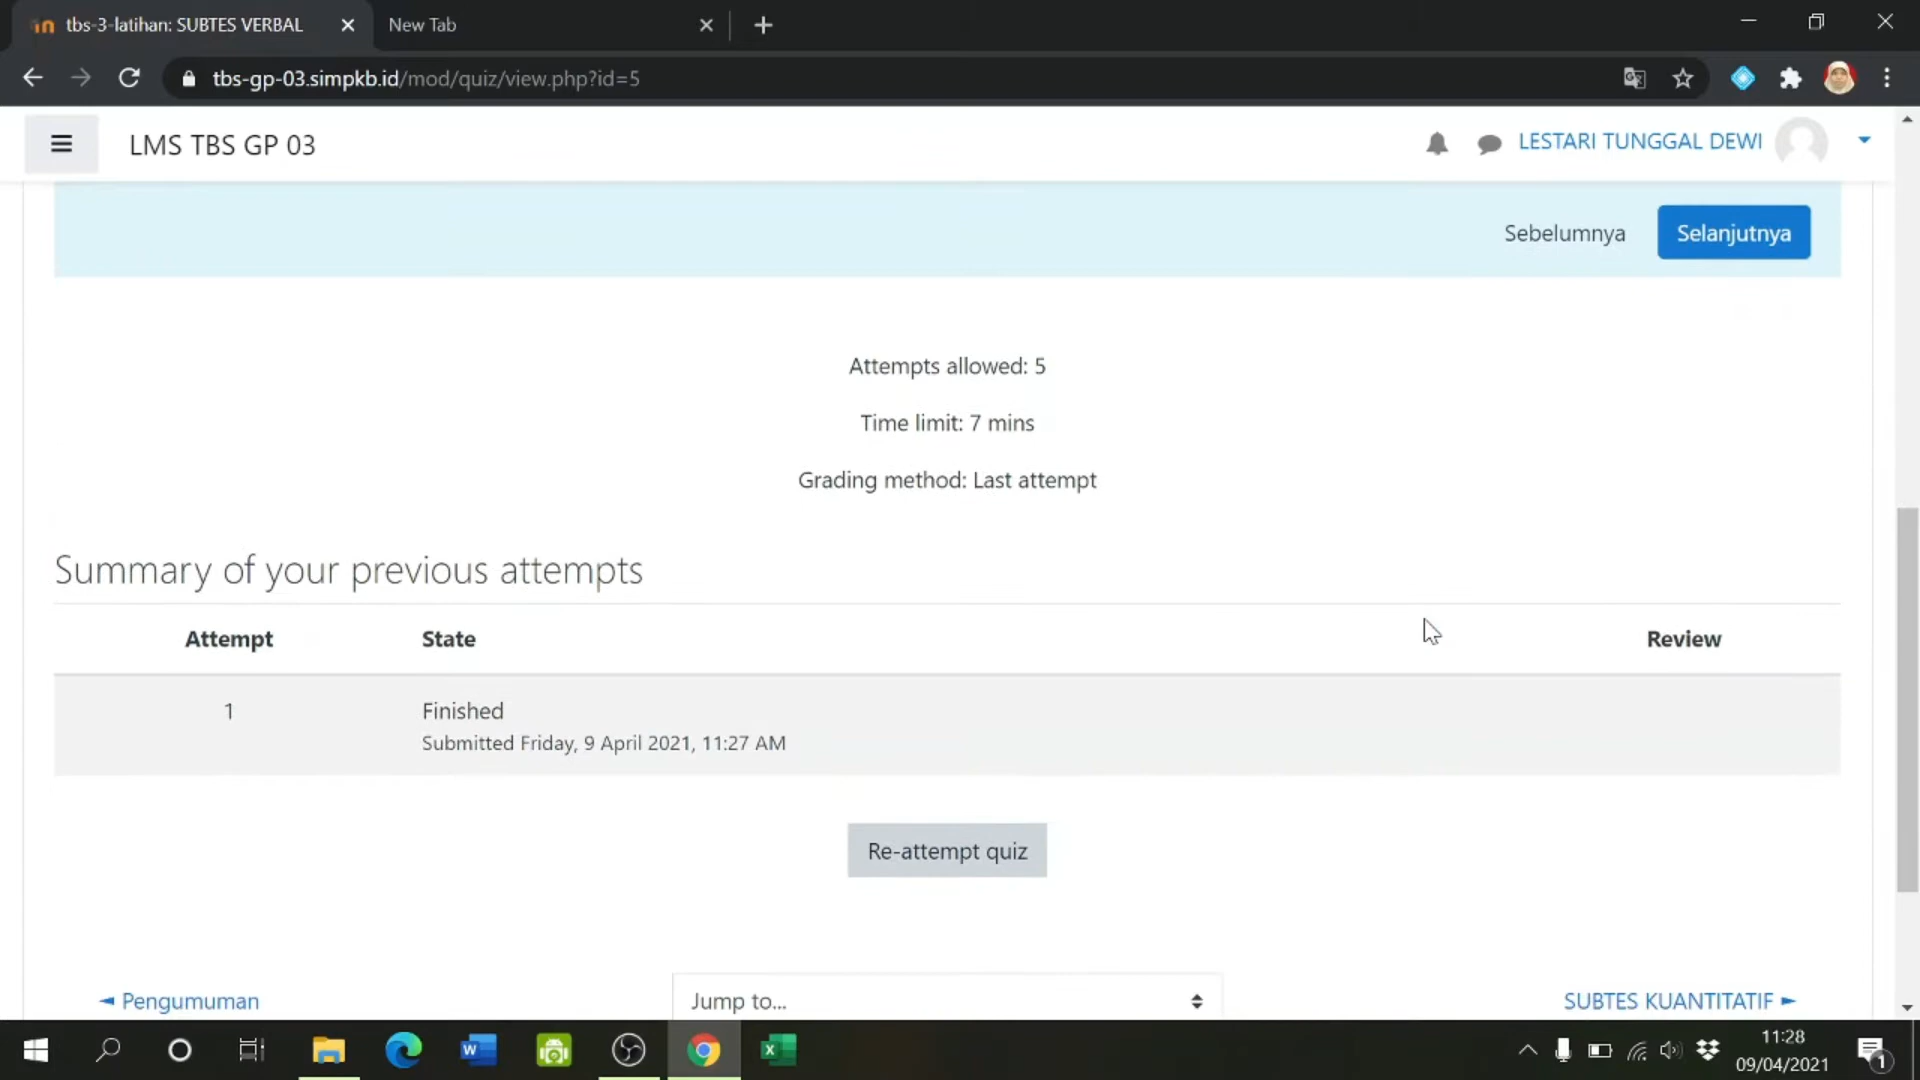 tbs-3-latihan: SUBTES VERBAL
New Tab
tbs-gp-03.simpkb.id/mod/quiz/view.php?id=5
LMS TBS GP 03
LESTARI TUNGGAL DEWI
Sebelumnya
Selanjutnya
Attempts allowed: 5
Time limit: 7 mins
Grading method: Last attempt
Summary of your previous attempts
Attempt State Review
1 Finished
Submitted Friday, 9 April 2021, 11:27 AM
Re-attempt quiz
◄ Pengumuman
Jump to...
SUBTES KUANTITATIF ►
11:28
09/04/2021
1